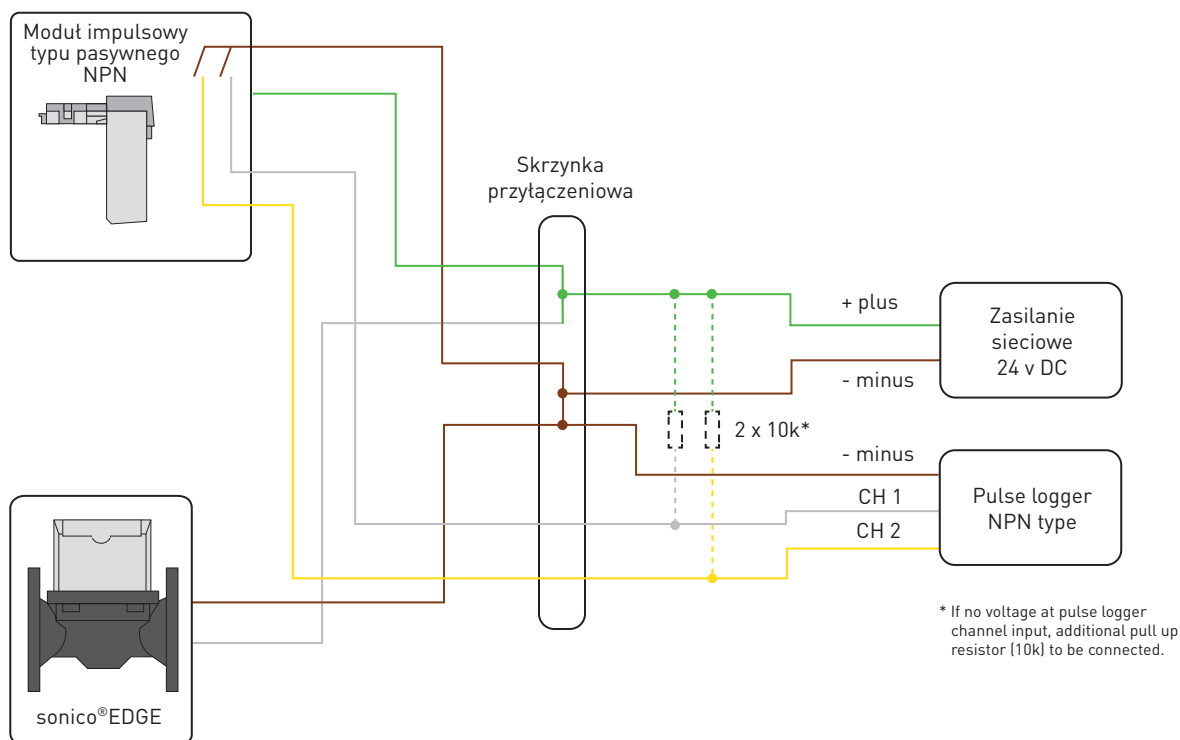 Moduł impulsowy
typu pasywnego
NPN
Skrzynka
przyłączeniowa
+ plus
Zasilanie
sieciowe
24 v DC
- minus
2 x 10k*
- minus
CH 1
CH 2
Pulse logger
NPN type
* If no voltage at pulse logger
channel input, additional pull up
resistor (10k) to be connected.
sonico®EDGE